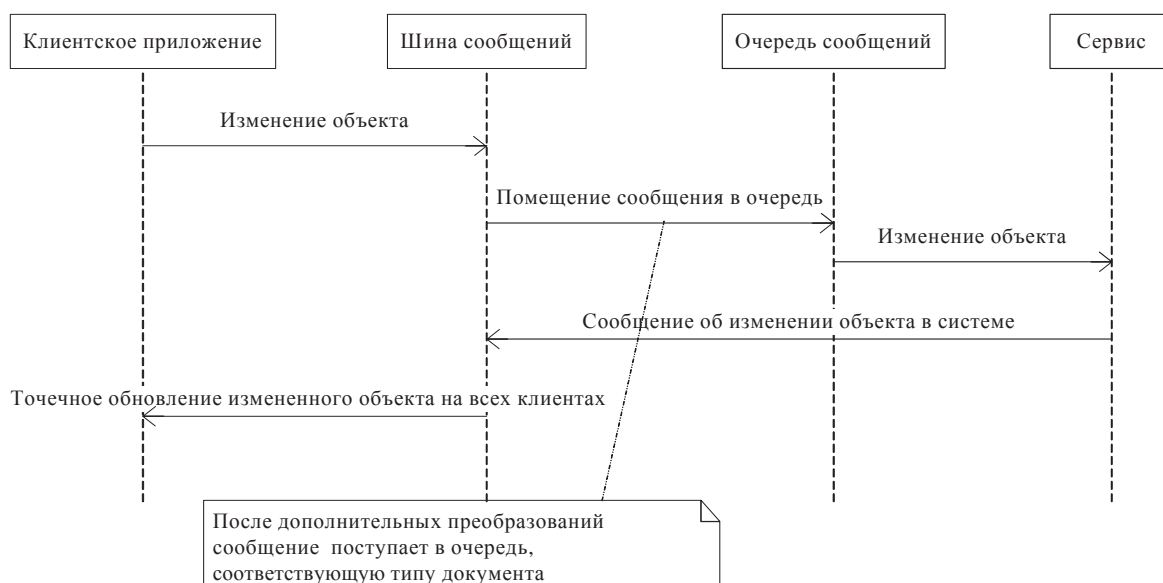 Клиентское приложение
Шина сообщений
Очередь сообщений
Сервис
Изменение объекта
Помещение сообщения в очередь
Изменение объекта
Сообщение об изменении объекта в системе
Точечное обновление измененного объекта на всех клиентах
После дополнительных преобразований
сообщение поступает в очередь,
соответствующую типу документа